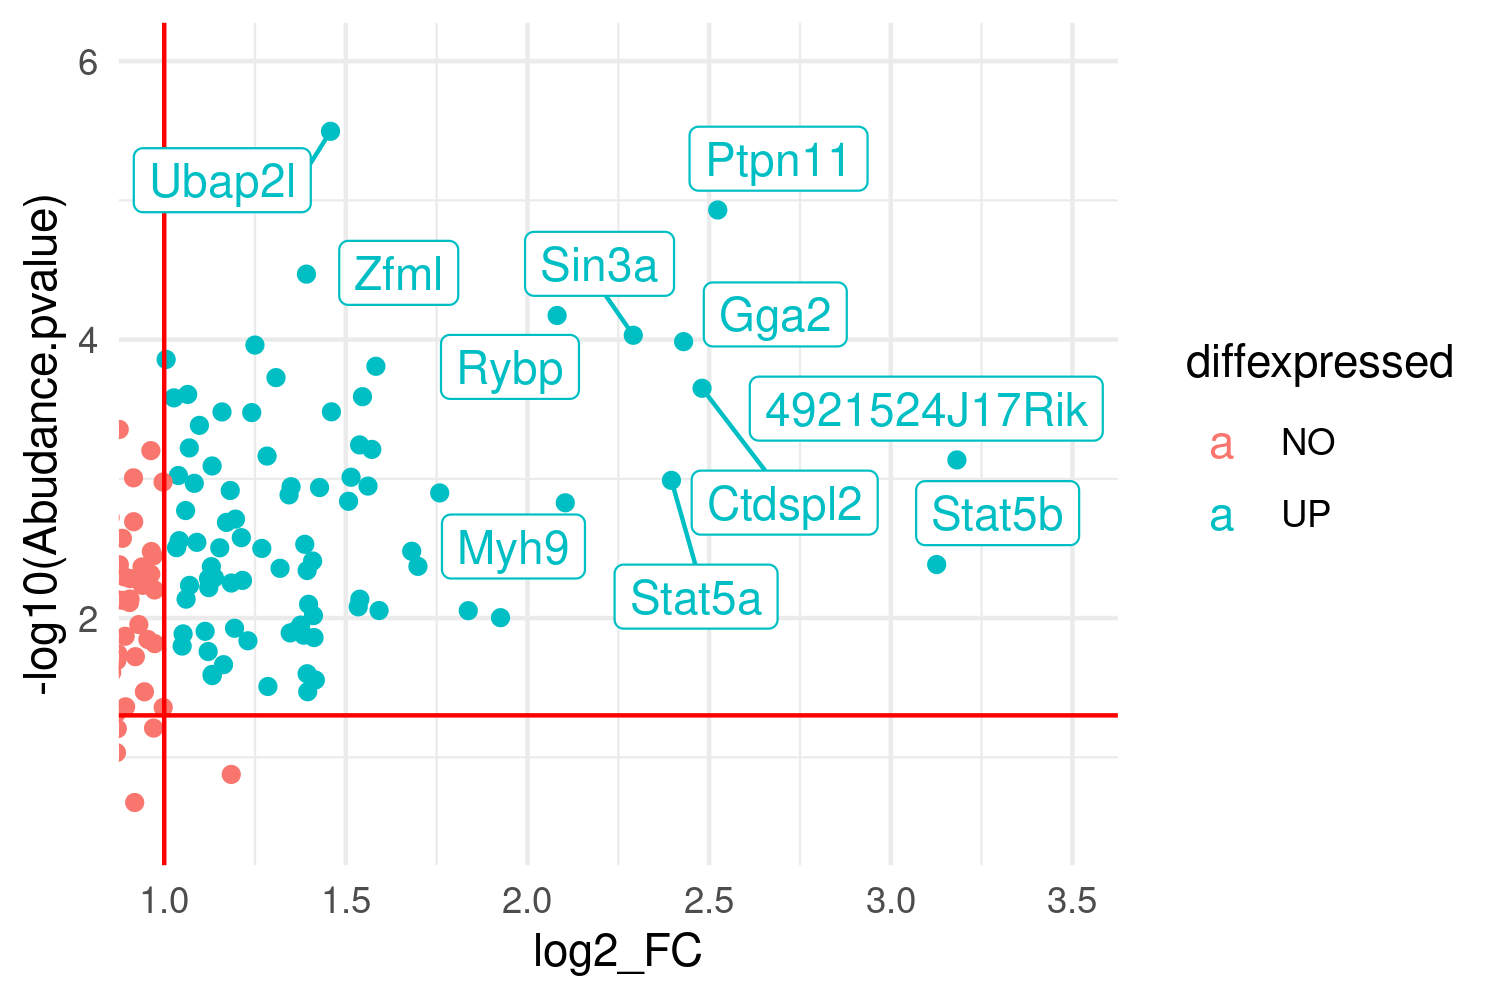 6
4
2
-log10(Abudance.pvalue)
Ubap2l
Ptpn11
Zfml
Sin3a
Gga2
Rybp
4921524J17Rik
Ctdspl2
Stat5b
Myh9
Stat5a
1.0 1.5 2.0 2.5 3.0 3.5
log2_FC
diffexpressed
a NO
a UP